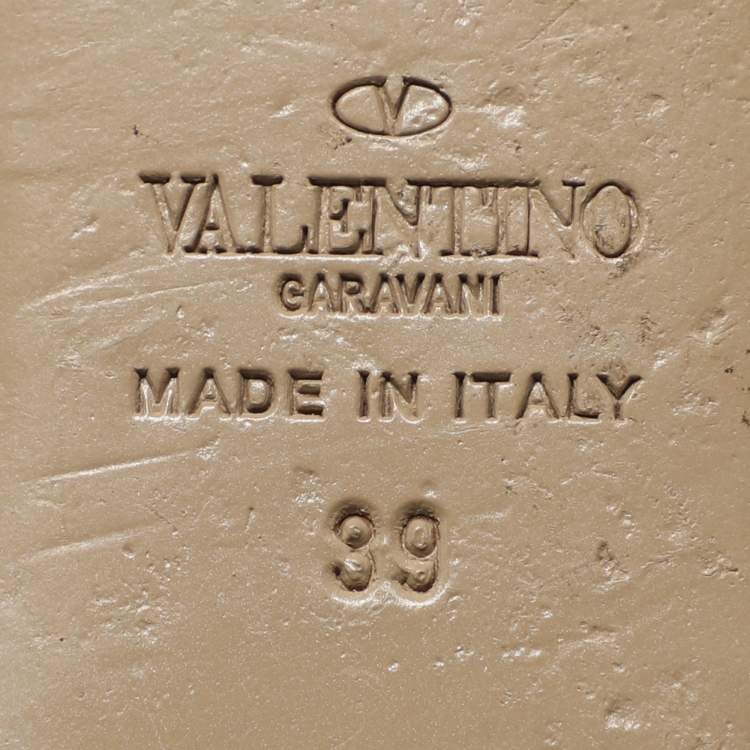 V
VALENTINO
GARAVANI
MADE IN ITALY
39